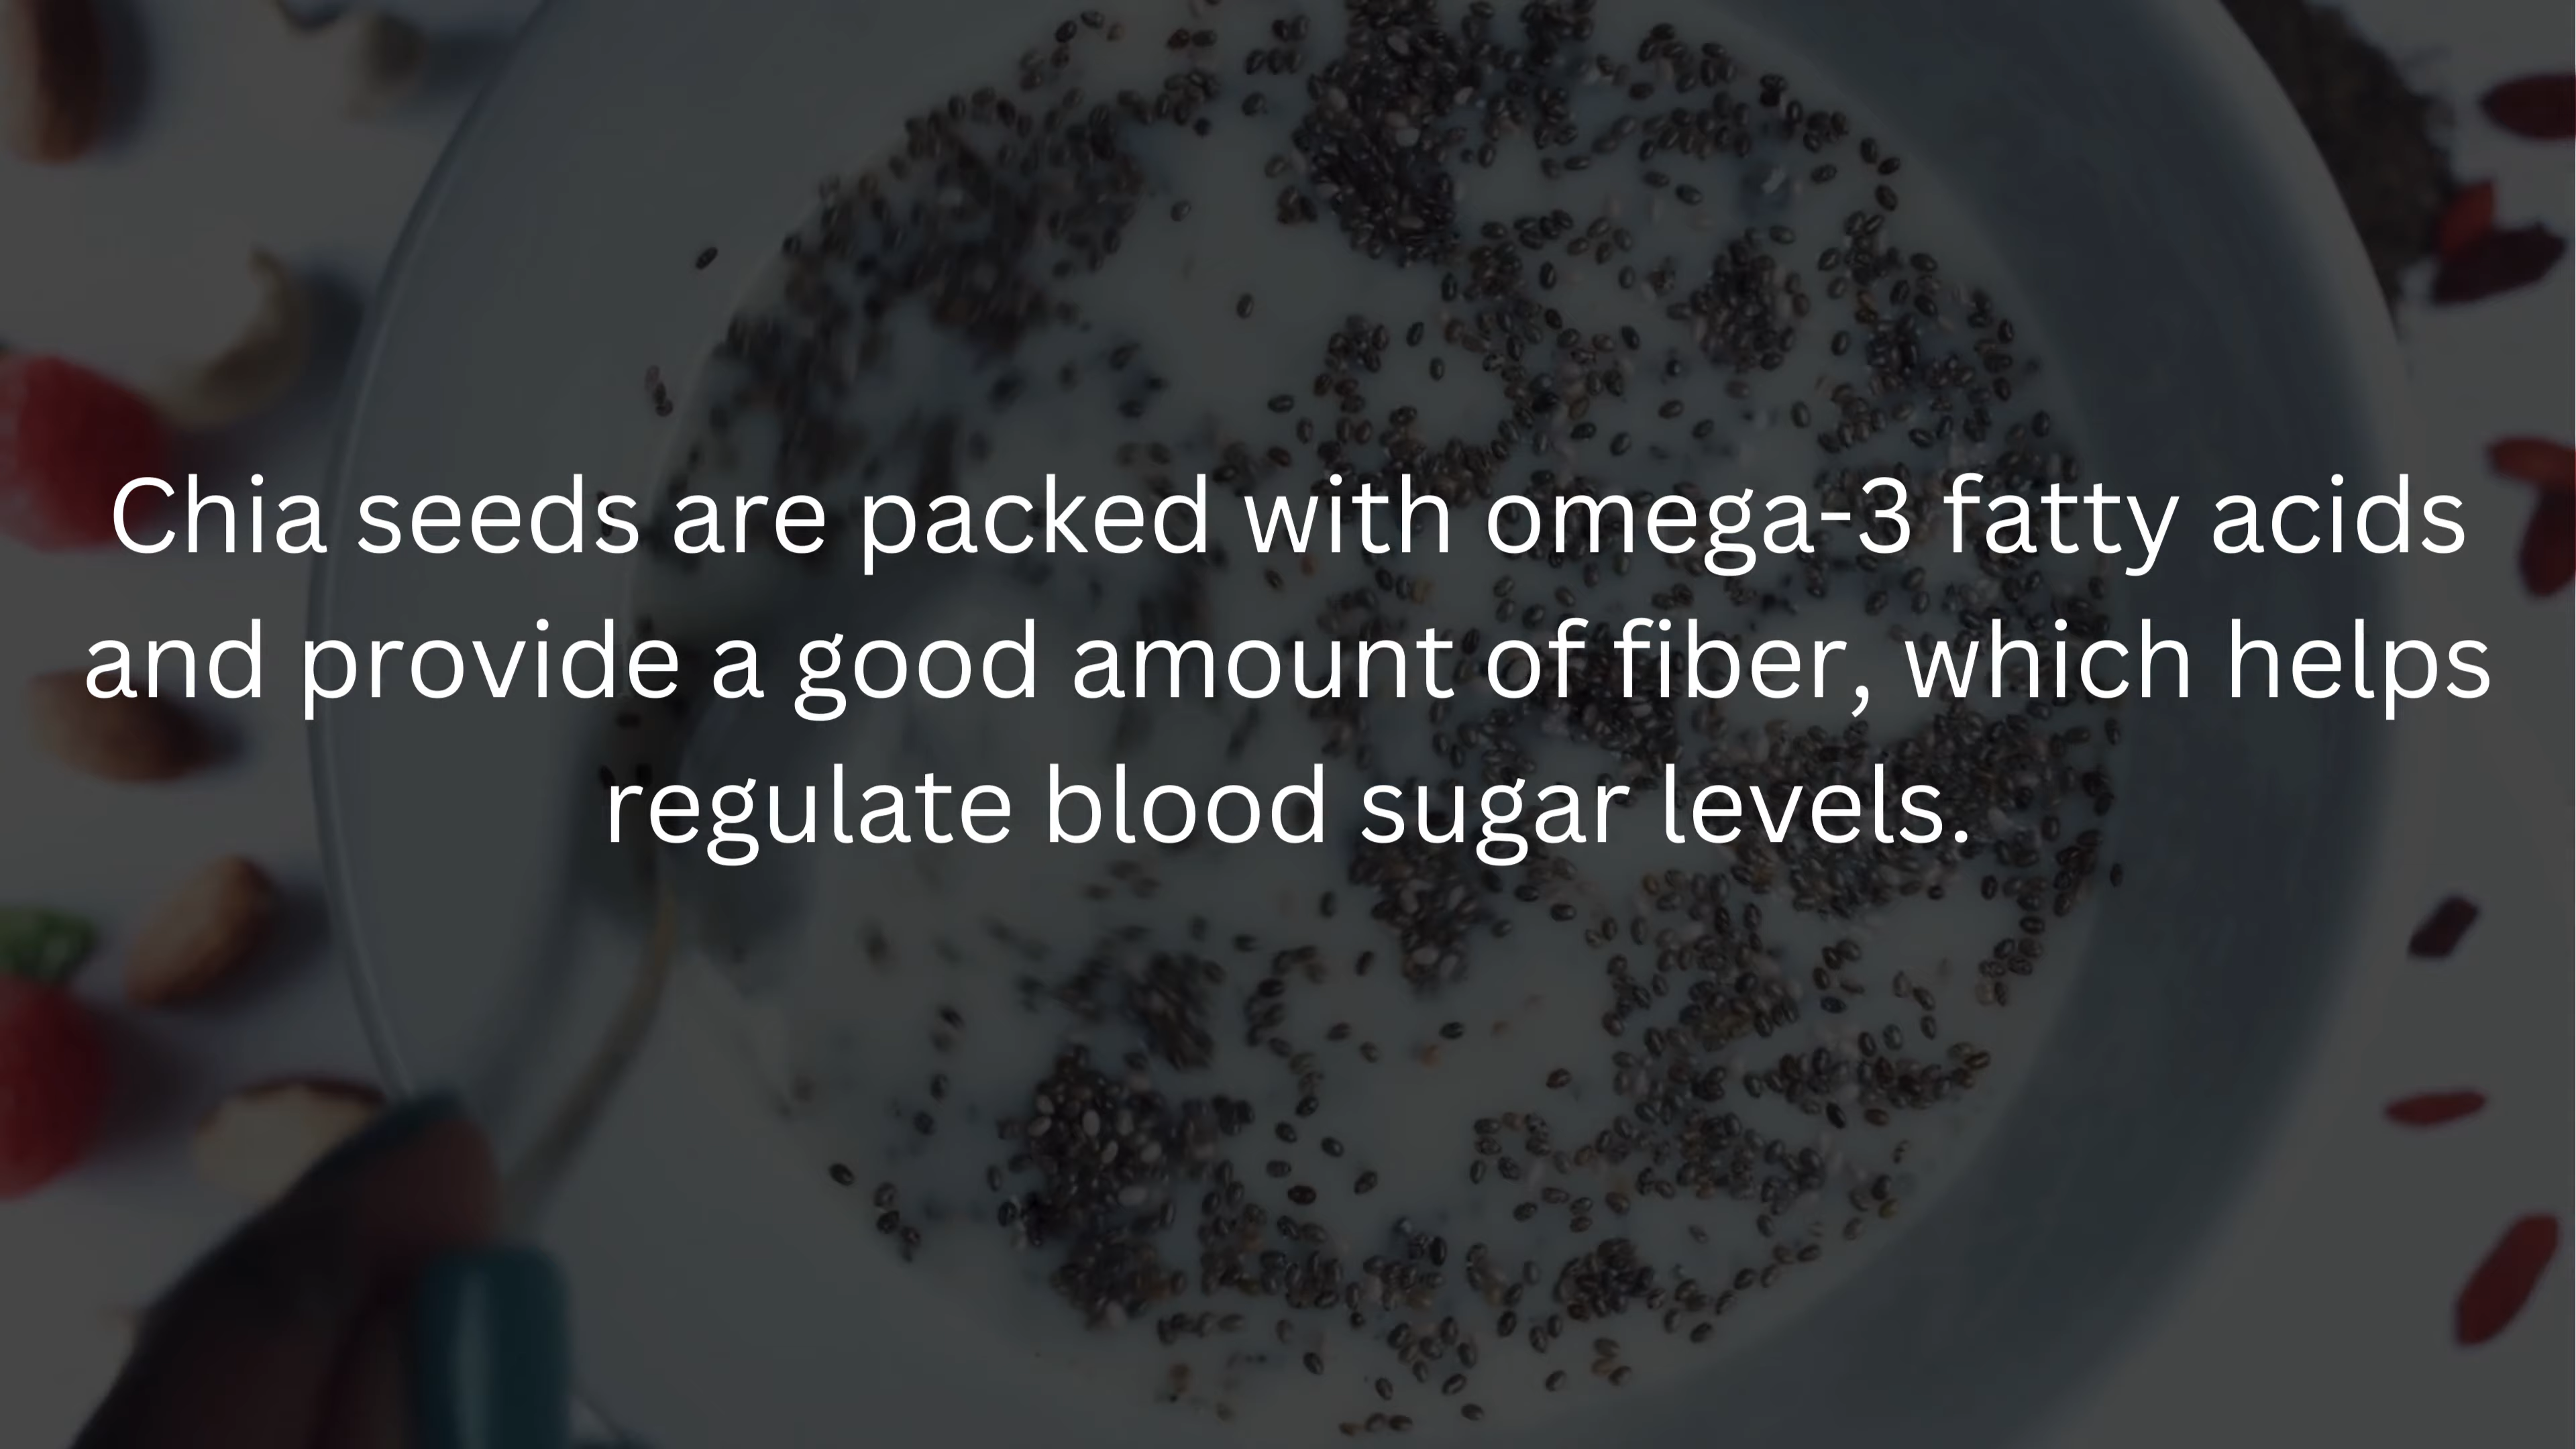 Chia seeds are packed with omega-3 fatty acids
and provide a good amount of fiber, which helps
regulate blood sugar levels.